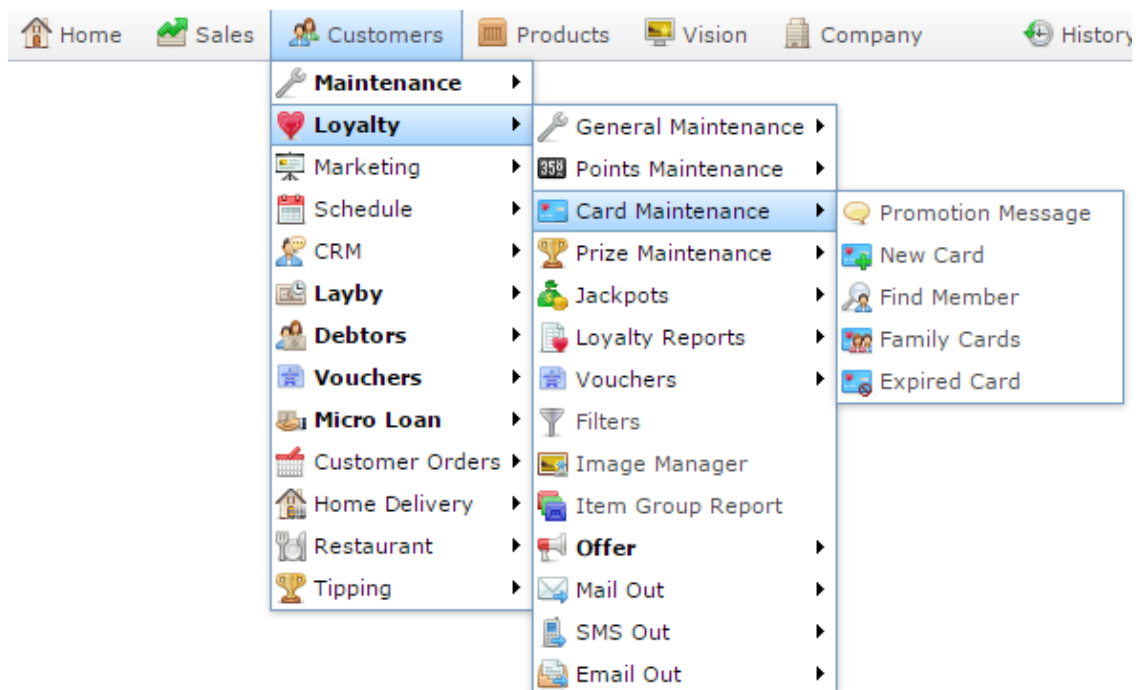 Home Sales Customers Products Vision Company History
Maintenance
Loyalty
Marketing
Schedule
CRM
Layby
Debtors
Vouchers
Micro Loan
Customer Orders
Home Delivery
Restaurant
Tipping
General Maintenance
358 Points Maintenance
Card Maintenance
Prize Maintenance
Jackpots
Loyalty Reports
Vouchers
Filters
Image Manager
Item Group Report
Offer
Mail Out
SMS Out
Email Out
Promotion Message
New Card
Find Member
Family Cards
Expired Card